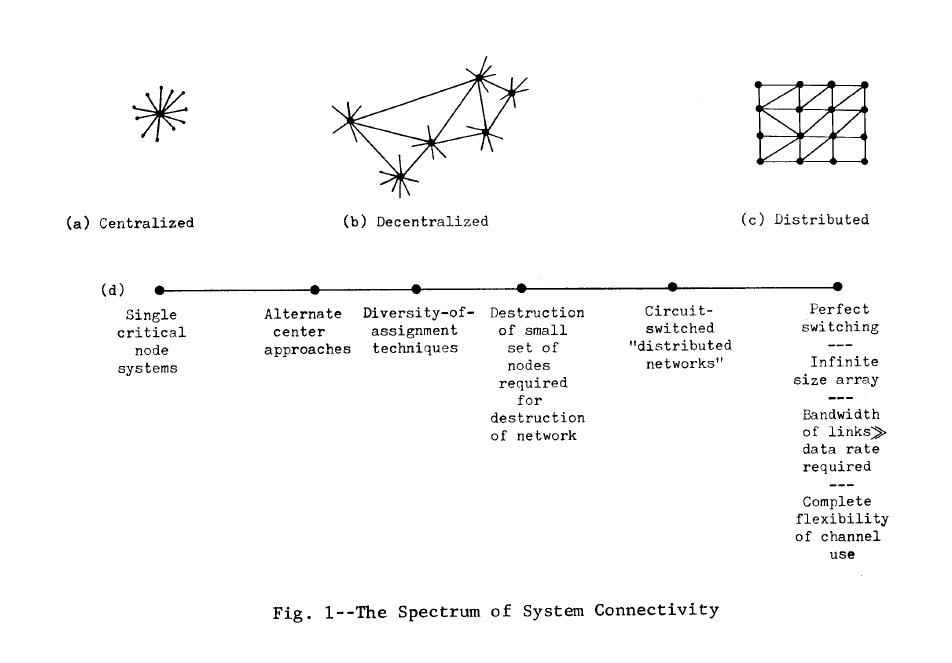 (a) Centralized
(b) Decentralized
(c) Distributed
(d)
Single
critical
node
systems
Alternate
center
approaches
Diversity-of-
assignment
techniques
Destruction
of small
set of
nodes
required
for
destruction
of network
Circuit-
switched
"distributed
networks"
Perfect
switching
---
Infinite
size array
---
Bandwidth
of links≫
data rate
required
---
Complete
flexibility
of channel
use
Fig. 1--The Spectrum of System Connectivity